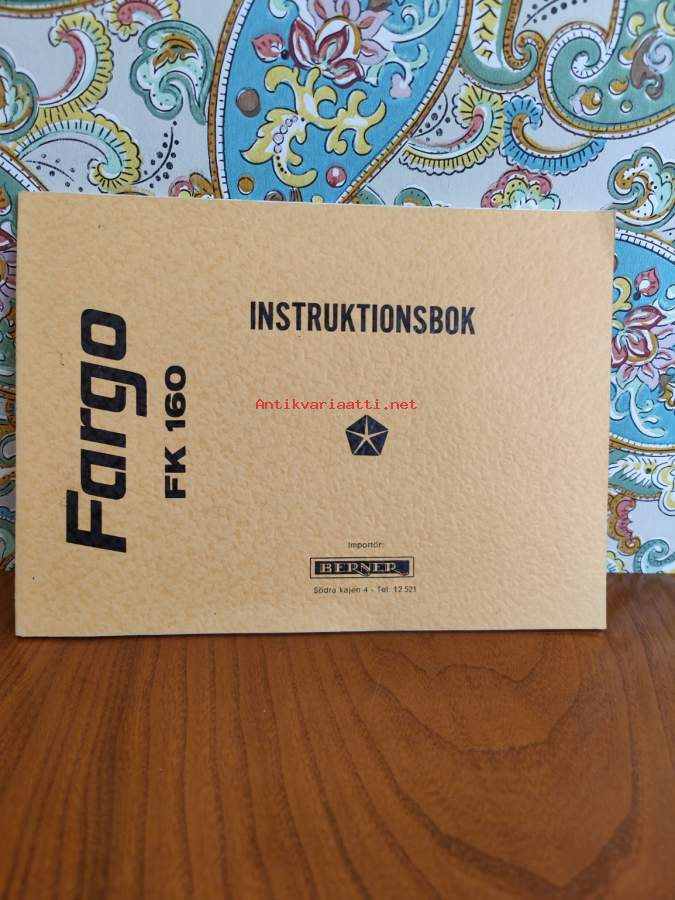 Fargo
FK 160
INSTRUKTIONSBOK
Antikvariaatti.net
Importör:
BERNER
Södra kajen 4 - Tel. 12 521